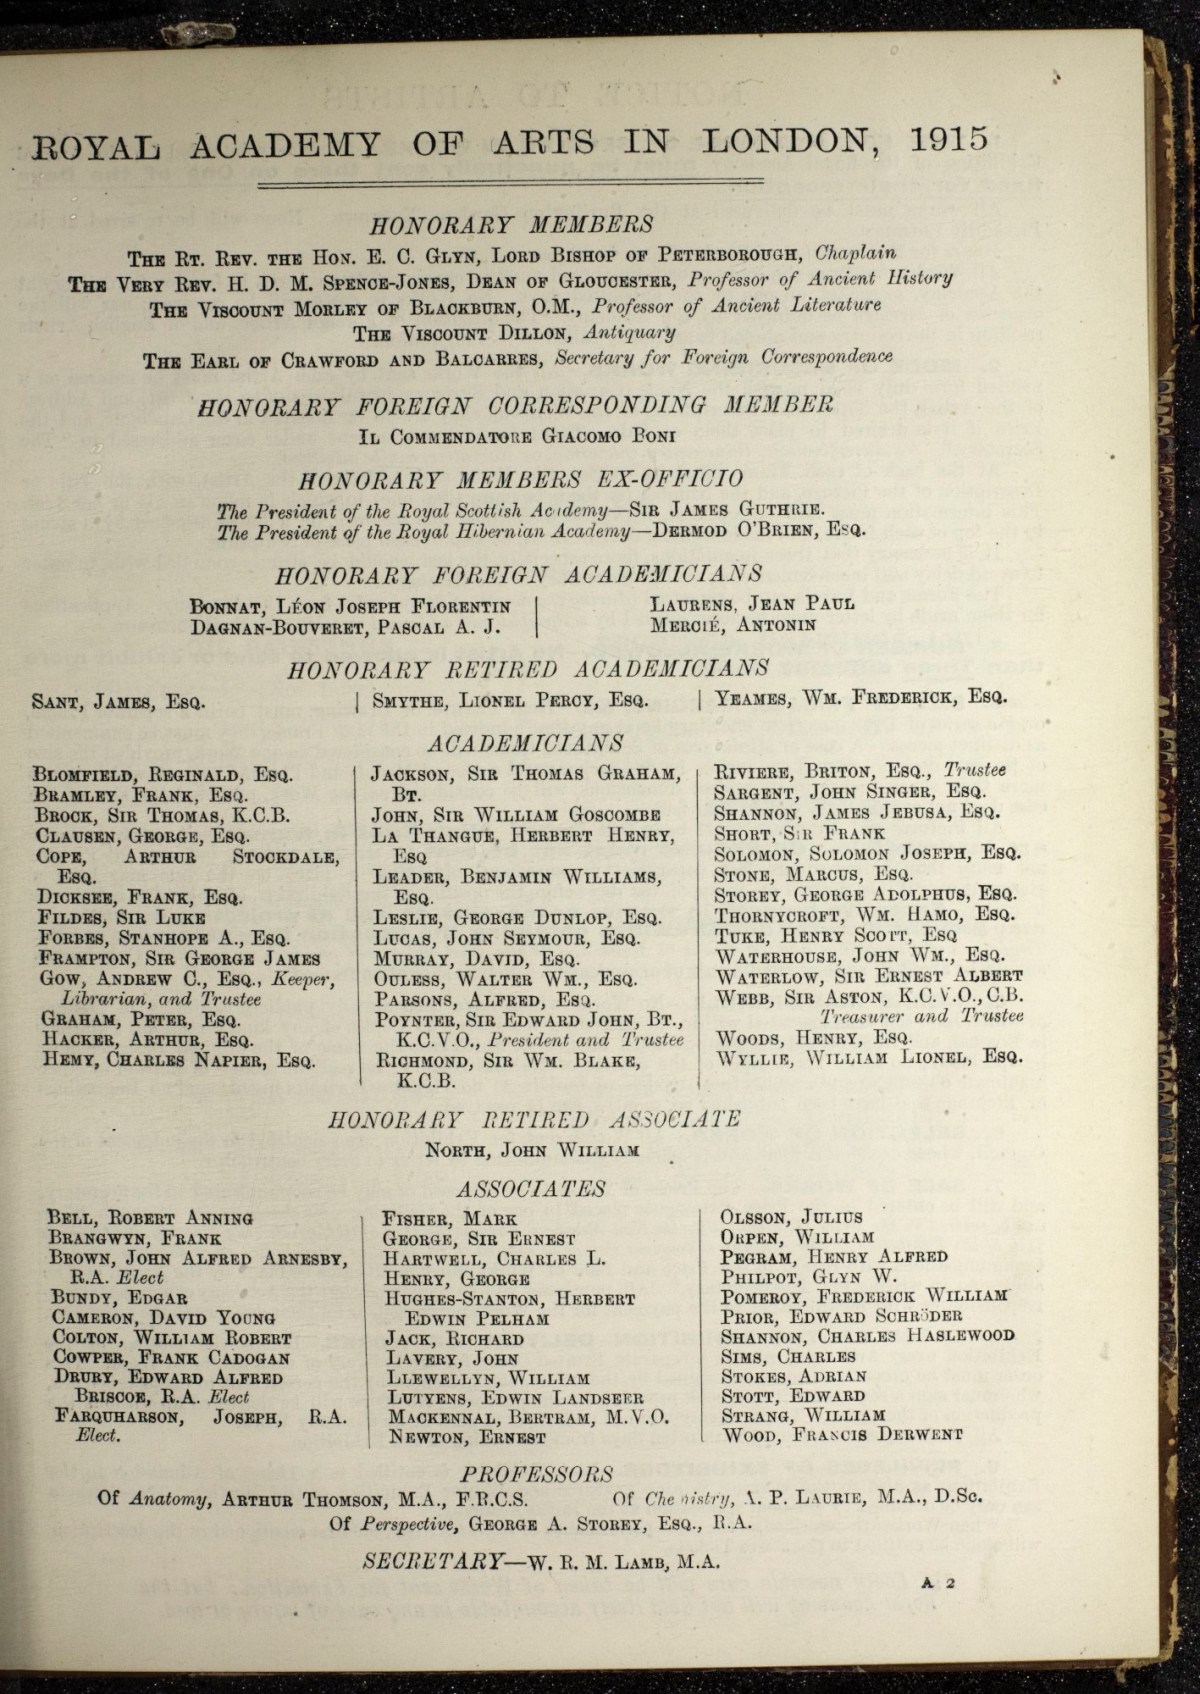 ROYAL ACADEMY OF ARTS IN LONDON, 1915
HONORARY MEMBERS
THE RT. REV. THE HON. E. C. GLYN, LORD BISHOP OF PETERBOROUGH, Chaplain
THE VERY REV. H. D. M. SPENCE-JONES, DEAN OF GLOUCESTER, Professor of Ancient History
THE VISCOUNT MORLEY OF BLACKBURN, O.M., Professor of Ancient Literature
THE VISCOUNT DILLON, Antiquary
THE EARL OF CRAWFORD AND BALCARRES, Secretary for Foreign Correspondence
HONORARY FOREIGN CORRESPONDING MEMBER
IL COMMENDATORE GIACOMO BONI
HONORARY MEMBERS EX-OFFICIO
The President of the Royal Scottish Academy—SIR JAMES GUTHRIE.
The President of the Royal Hibernian Academy—DERMOD O'BRIEN, ESQ.
HONORARY FOREIGN ACADEMICIANS
BONNAT, LÉON JOSEPH FLORENTIN
DAGNAN-BOUVERET, PASCAL A. J.
LAURENS, JEAN PAUL
MERCIÉ, ANTONIN
HONORARY RETIRED ACADEMICIANS
SANT, JAMES, ESQ.
SMYTHE, LIONEL PERCY, ESQ.
YEAMES, WM. FREDERICK, ESQ.
ACADEMICIANS
BLOMFIELD, REGINALD, ESQ.
BRAMLEY, FRANK, ESQ.
BROCK, SIR THOMAS, K.C.B.
CLAUSEN, GEORGE, ESQ.
COPE, ARTHUR STOCKDALE,
ESQ.
DICKSEE, FRANK, ESQ.
FILDES, SIR LUKE
FORBES, STANHOPE A., ESQ.
FRAMPTON, SIR GEORGE JAMES
GOW, ANDREW C., ESQ., Keeper,
Librarian, and Trustee
GRAHAM, PETER, ESQ.
HACKER, ARTHUR, ESQ.
HEMY, CHARLES NAPIER, ESQ.
JACKSON, SIR THOMAS GRAHAM,
BT.
JOHN, SIR WILLIAM GOSCOMBE
LA THANGUE, HERBERT HENRY,
ESQ
LEADER, BENJAMIN WILLIAMS,
ESQ.
LESLIE, GEORGE DUNLOP, ESQ.
LUCAS, JOHN SEYMOUR, ESQ.
MURRAY, DAVID, ESQ.
OULESS, WALTER WM., ESQ.
PARSONS, ALFRED, ESQ.
POYNTER, SIR EDWARD JOHN, BT.,
K.C.V.O., President and Trustee
RICHMOND, SIR WM. BLAKE,
K.C.B.
RIVIERE, BRITON, ESQ., Trustee
SARGENT, JOHN SINGER, ESQ.
SHANNON, JAMES JEBUSA, ESQ.
SHORT, SIR FRANK
SOLOMON, SOLOMON JOSEPH, ESQ.
STONE, MARCUS, ESQ.
STOREY, GEORGE ADOLPHUS, ESQ.
THORNYCROFT, WM. HAMO, ESQ.
TUKE, HENRY SCOTT, ESQ
WATERHOUSE, JOHN WM., ESQ.
WATERLOW, SIR ERNEST ALBERT
WEBB, SIR ASTON, K.C.V.O., C.B.
Treasurer and Trustee
WOODS, HENRY, ESQ.
WYLLIE, WILLIAM LIONEL, ESQ.
HONORARY RETIRED ASSOCIATE
NORTH, JOHN WILLIAM
ASSOCIATES
BELL, ROBERT ANNING
BRANGWYN, FRANK
BROWN, JOHN ALFRED ARNESBY,
R.A. Elect
BUNDY, EDGAR
CAMERON, DAVID YOUNG
COLTON, WILLIAM ROBERT
COWPER, FRANK CADOGAN
DRURY, EDWARD ALFRED
BRISCOE, R.A. Elect
FARQUHARSON, JOSEPH, R.A.
Elect.
FISHER, MARK
GEORGE, SIR ERNEST
HARTWELL, CHARLES L.
HENRY, GEORGE
HUGHES-STANTON, HERBERT
EDWIN PELHAM
JACK, RICHARD
LAVERY, JOHN
LLEWELLYN, WILLIAM
LUTYENS, EDWIN LANDSEER
MACKENNAL, BERTRAM, M.V.O.
NEWTON, ERNEST
OLSSON, JULIUS
ORPEN, WILLIAM
PEGRAM, HENRY ALFRED
PHILPOT, GLYN W.
POMEROY, FREDERICK WILLIAM
PRIOR, EDWARD SCHRÖDER
SHANNON, CHARLES HASLEWOOD
SIMS, CHARLES
STOKES, ADRIAN
STOTT, EDWARD
STRANG, WILLIAM
WOOD, FRANCIS DERWENT
PROFESSORS
Of Anatomy, ARTHUR THOMSON, M.A., F.R.C.S. Of Chemistry, A. P. LAURIE, M.A., D.SC.
Of Perspective, GEORGE A. STOREY, ESQ., R.A.
SECRETARY—W. R. M. LAMB, M.A.
A 2